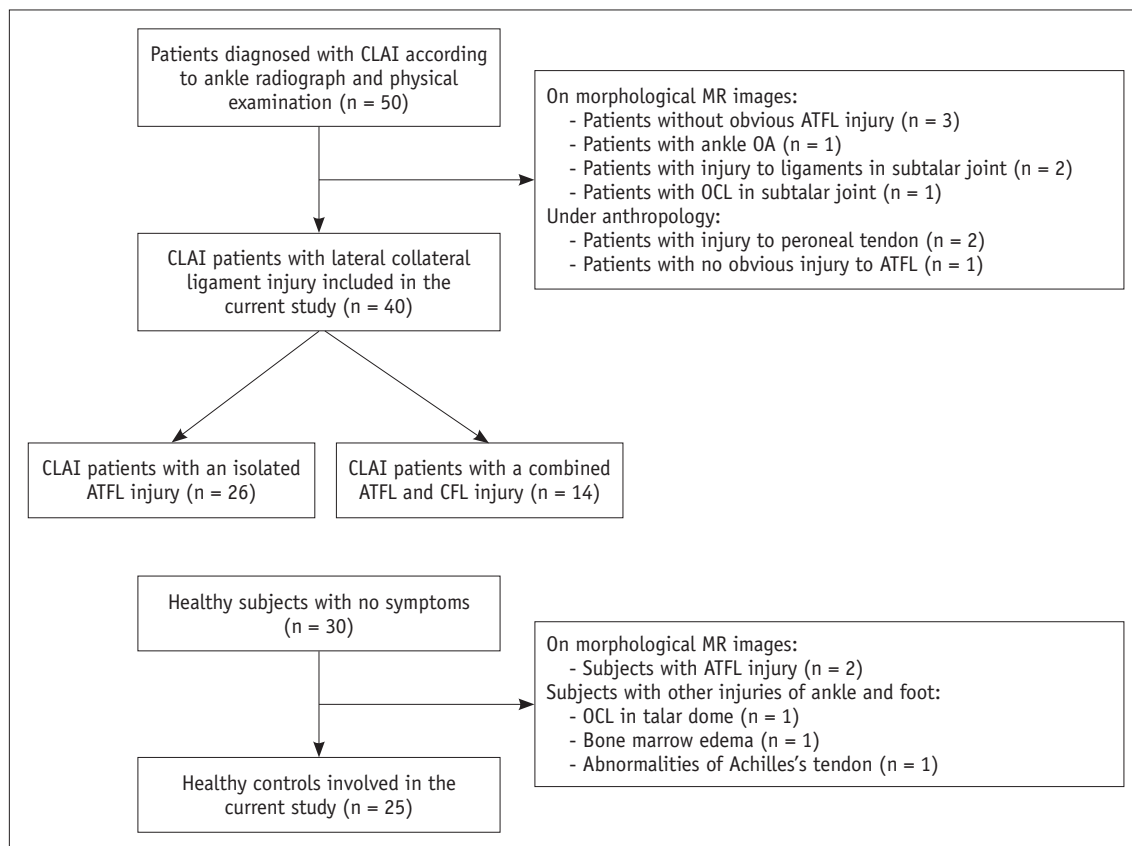 Patients diagnosed with CLAI according
to ankle radiograph and physical
examination (n = 50)
On morphological MR images:
- Patients without obvious ATFL injury (n = 3)
- Patients with ankle OA (n = 1)
- Patients with injury to ligaments in subtalar joint (n = 2)
- Patients with OCL in subtalar joint (n = 1)
Under anthropology:
- Patients with injury to peroneal tendon (n = 2)
- Patients with no obvious injury to ATFL (n = 1)
CLAI patients with lateral collateral
ligament injury included in the
current study (n = 40)
CLAI patients with an isolated
ATFL injury (n = 26)
CLAI patients with a combined
ATFL and CFL injury (n = 14)
Healthy subjects with no symptoms
(n = 30)
On morphological MR images:
- Subjects with ATFL injury (n = 2)
Subjects with other injuries of ankle and foot:
- OCL in talar dome (n = 1)
- Bone marrow edema (n = 1)
- Abnormalities of Achilles's tendon (n = 1)
Healthy controls involved in the
current study (n = 25)